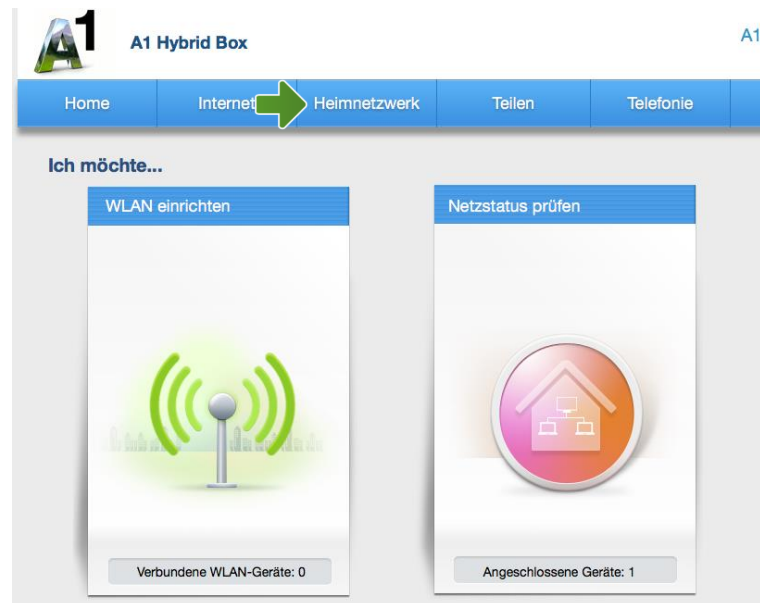 A1
A1 Hybrid Box
A1
Home Internet Heimnetzwerk Teilen Telefonie
Ich möchte...
WLAN einrichten
Netzstatus prüfen
Verbundene WLAN-Geräte: 0
Angeschlossene Geräte: 1